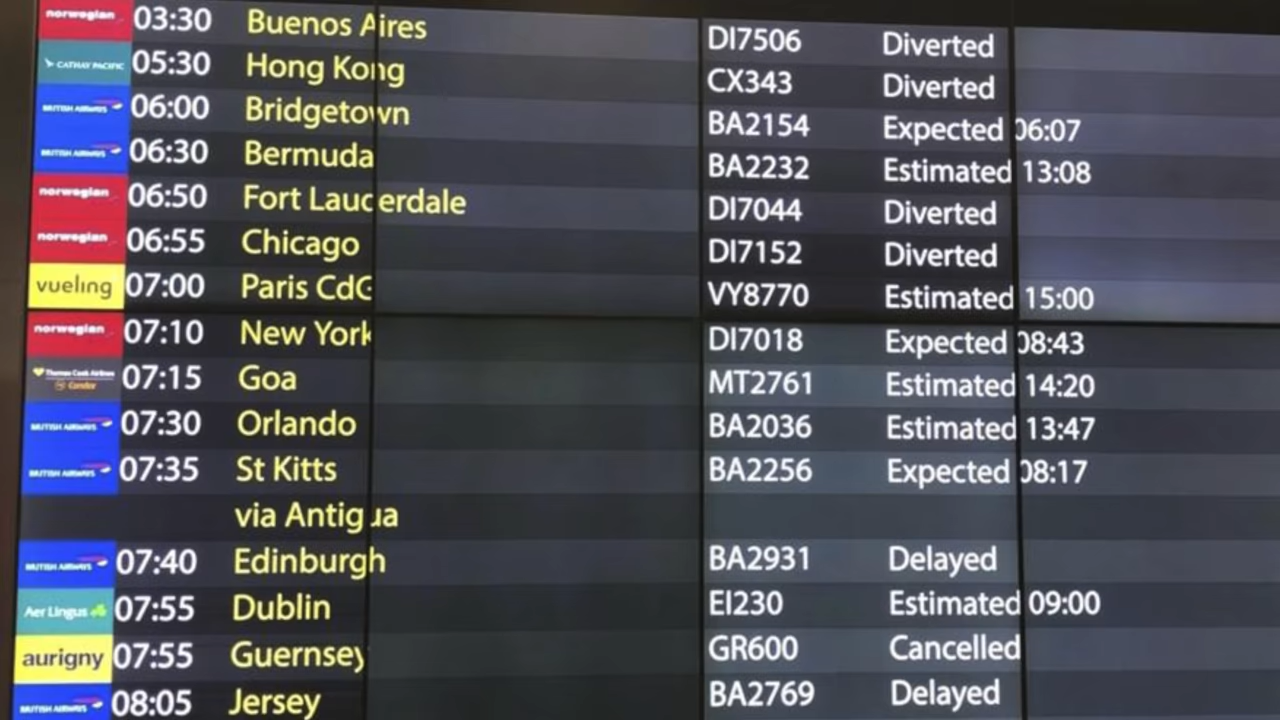 norwegian 03:30 Buenos Aires DI7506 Diverted
CATHAY PACIFIC 05:30 Hong Kong CX343 Diverted
BRITISH AIRWAYS 06:00 Bridgetown BA2154 Expected 06:07
BRITISH AIRWAYS 06:30 Bermuda BA2232 Estimated 13:08
norwegian 06:50 Fort Lauderdale DI7044 Diverted
norwegian 06:55 Chicago DI7152 Diverted
vueling 07:00 Paris CdG VY8770 Estimated 15:00
norwegian 07:10 New York DI7018 Expected 08:43
Thomas Cook Airlines Condor 07:15 Goa MT2761 Estimated 14:20
BRITISH AIRWAYS 07:30 Orlando BA2036 Estimated 13:47
BRITISH AIRWAYS 07:35 St Kitts BA2256 Expected 08:17
via Antigua
BRITISH AIRWAYS 07:40 Edinburgh BA2931 Delayed
Aer Lingus 07:55 Dublin EI230 Estimated 09:00
aurigny 07:55 Guernsey GR600 Cancelled
BRITISH AIRWAYS 08:05 Jersey BA2769 Delayed